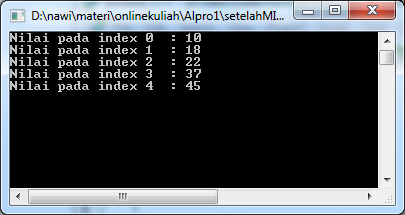 D:\nawi\materi\onlinekuliah\Alpro1\setelahMI...
Nilai pada index 0  : 10
Nilai pada index 1  : 18
Nilai pada index 2  : 22
Nilai pada index 3  : 37
Nilai pada index 4  : 45